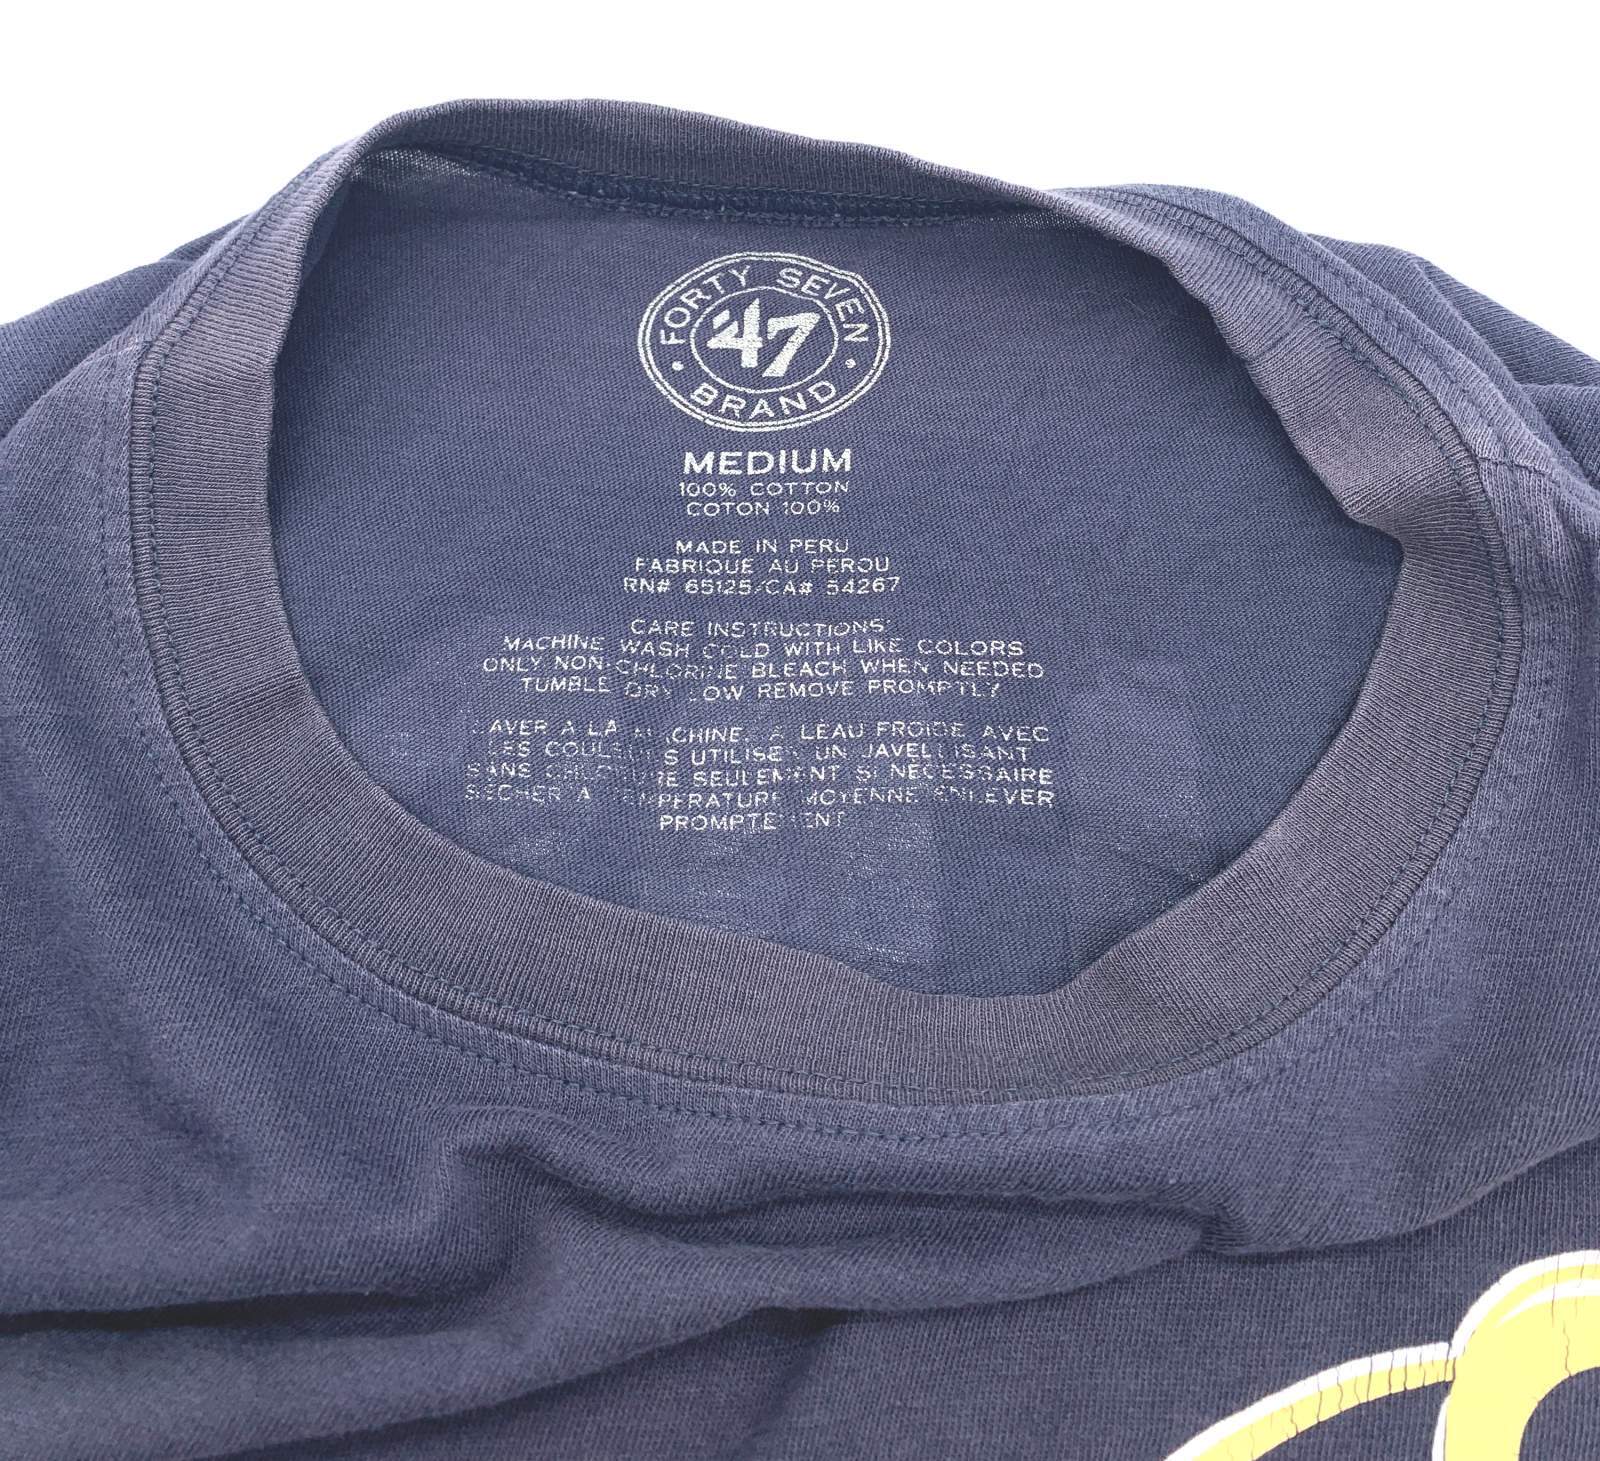 FORTY SEVEN
'47
BRAND
MEDIUM
100% COTTON
COTON 100%
MADE IN PERU
FABRIQUE AU PEROU
RN# 65125/CA# 54267
CARE INSTRUCTIONS:
MACHINE WASH COLD WITH LIKE COLORS
ONLY NON-CHLORINE BLEACH WHEN NEEDED
TUMBLE DRY LOW REMOVE PROMPTLY
LAVER A LA MACHINE, A LEAU FROIDE AVEC
LES COULEURS UTILISER UN JAVELLISANT
SANS CHLORURE SEULEMENT SI NECESSAIRE
SECHER A TEMPERATURE MOYENNE ENLEVER
PROMPTEMENT